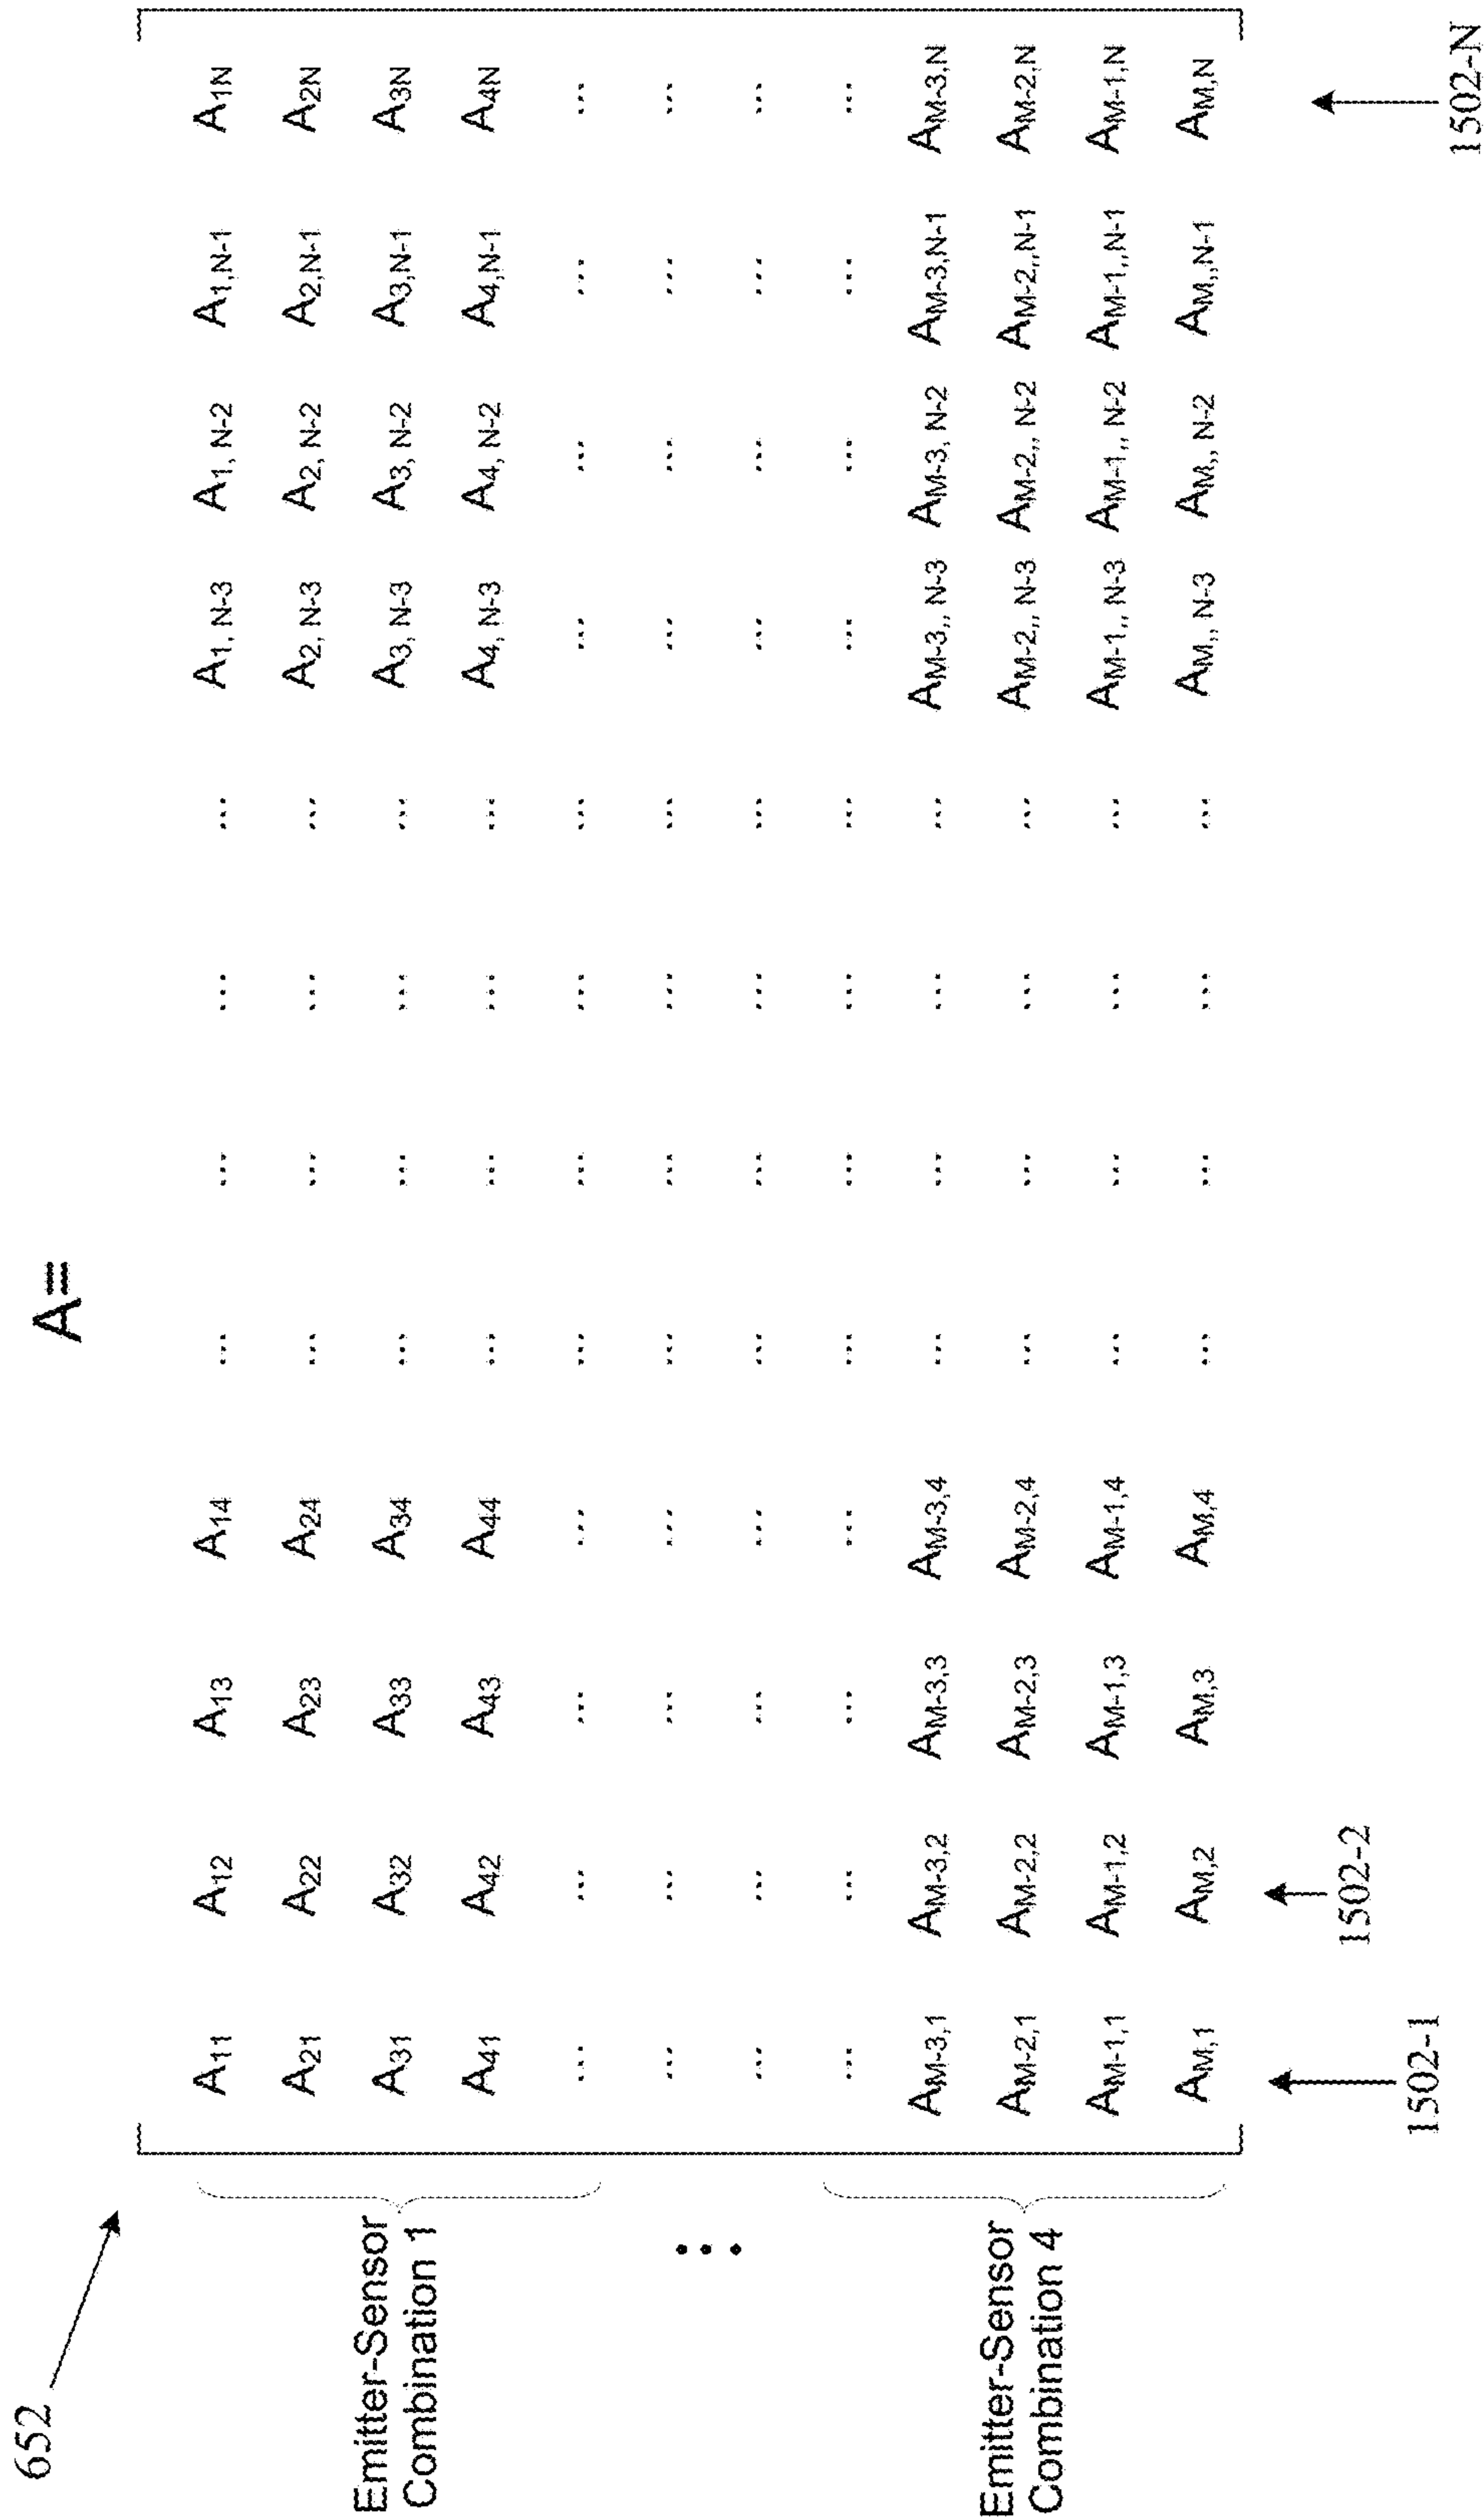 652
A=
A11 A12 A13 A14 ... ... ... ... A1, N-3 A1, N-2 A1,N-1 A1N
A21 A22 A23 A24 ... ... ... ... A2, N-3 A2, N-2 A2,N-1 A2N
A31 A32 A33 A34 ... ... ... ... A3, N-3 A3, N-2 A3,N-1 A3N
A41 A42 A43 A44 ... ... ... ... A4, N-3 A4, N-2 A4,N-1 A4N
... ... ... ... ... ... ... ... ... ... ... ...
... ... ... ... ... ... ... ... ... ... ... ...
... ... ... ... ... ... ... ... ... ... ... ...
... ... ... ... ... ... ... ... ... ... ... ...
AM-3,1 AM-3,2 AM-3,3 AM-3,4 ... ... ... ... AM-3,, N-3 AM-3, N-2 AM-3,N-1 AM-3,N
AM-2,1 AM-2,2 AM-2,3 AM-2,4 ... ... ... ... AM-2,, N-3 AM-2,, N-2 AM-2,,N-1 AM-2,N
AM-1,1 AM-1,2 AM-1,3 AM-1,4 ... ... ... ... AM-1,, N-3 AM-1,, N-2 AM-1,,N-1 AM-1,N
AM,1 AM,2 AM,3 AM,4 ... ... ... ... AM,, N-3 AM,, N-2 AM,,N-1 AM,N
Emitter-Sensor
Combination 1
...
Emitter-Sensor
Combination 4
1502-1
1502-2
1502-N